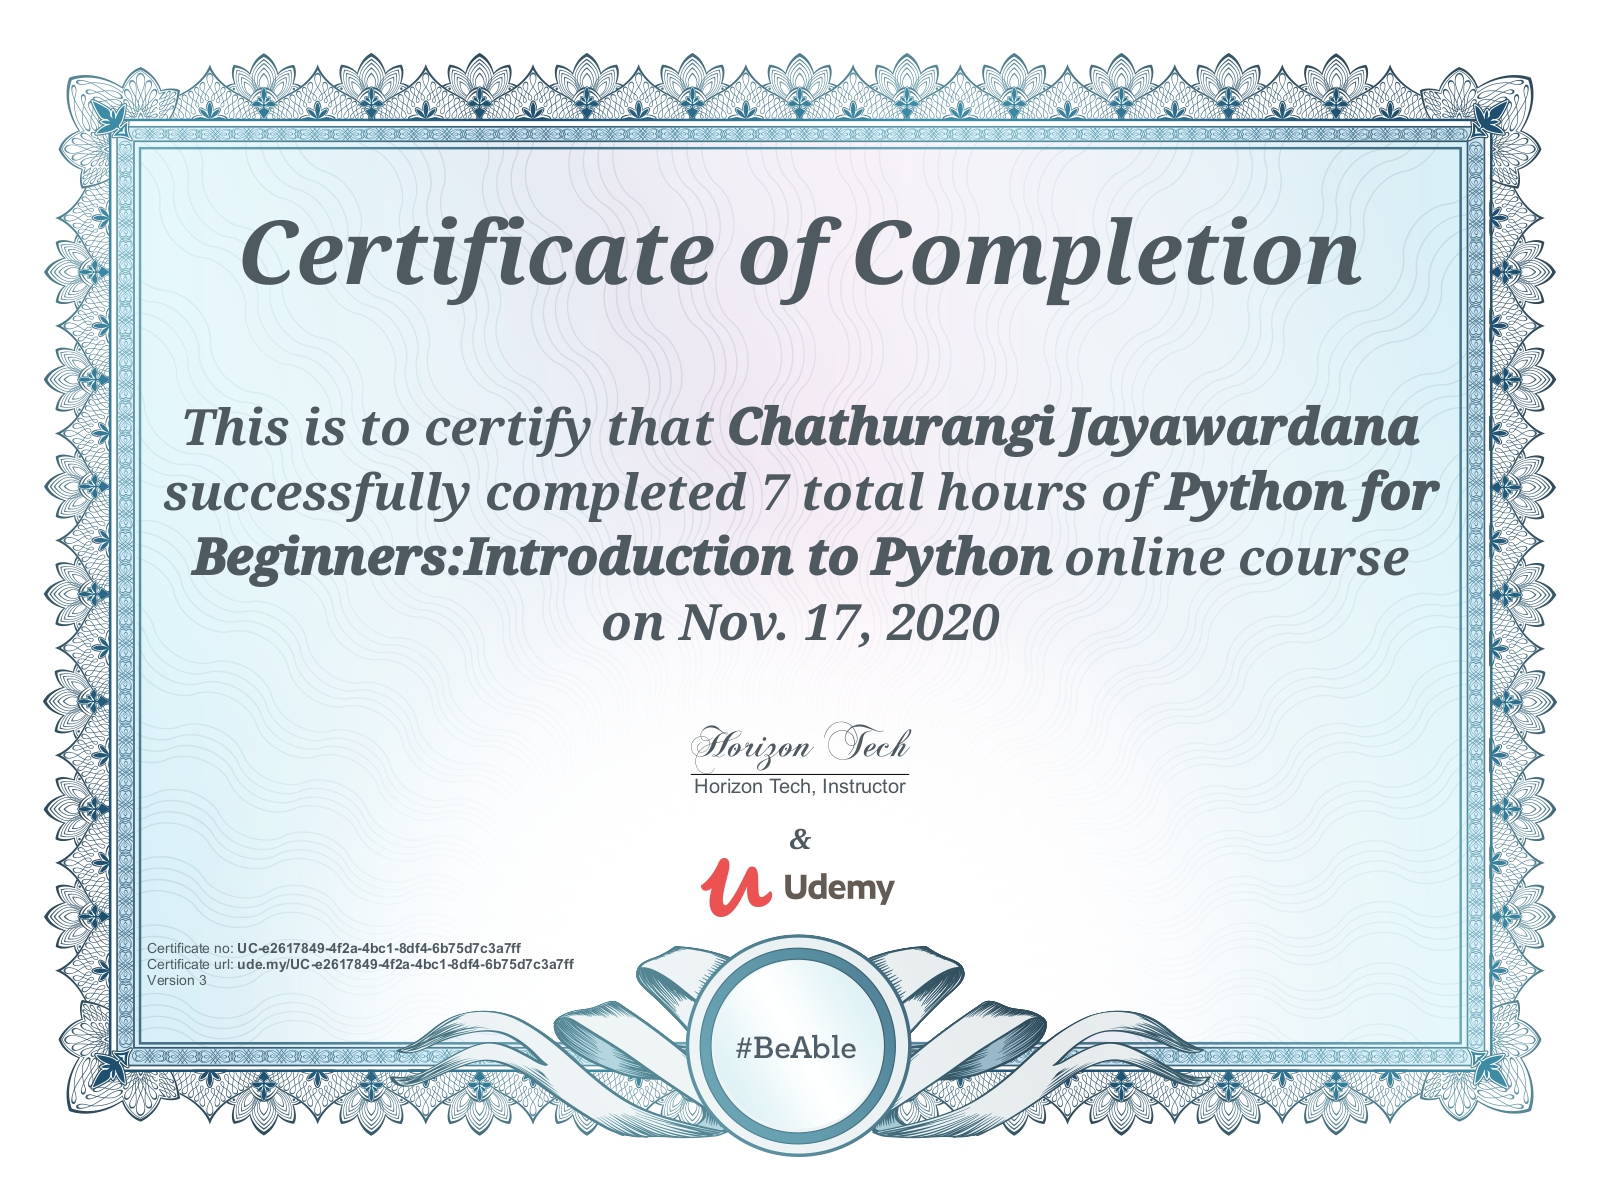 Certificate of Completion
This is to certify that Chathurangi Jayawardana
successfully completed 7 total hours of Python for
Beginners:Introduction to Python online course
on Nov. 17, 2020
Horizon Tech
Horizon Tech, Instructor
&
Udemy
Certificate no: UC-e2617849-4f2a-4bc1-8df4-6b75d7c3a7ff
Certificate url: ude.my/UC-e2617849-4f2a-4bc1-8df4-6b75d7c3a7ff
Version 3
#BeAble